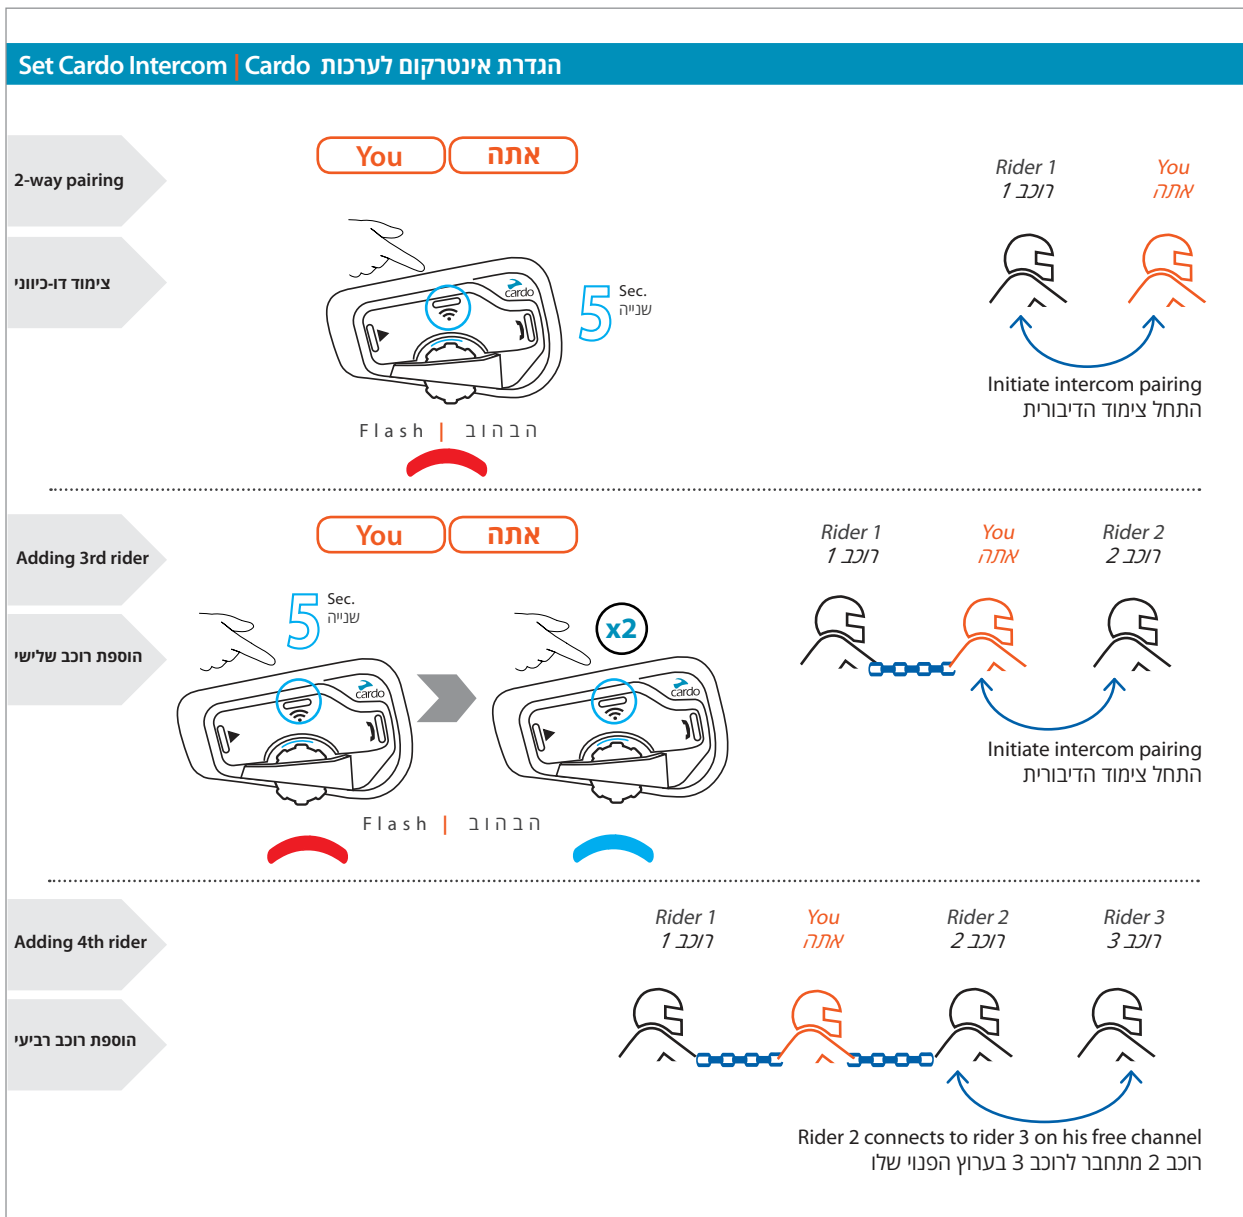 Set Cardo Intercom | Cardo הגדרת אינטרקום לערכות
2-way pairing
צימוד דו-כיווני
You
אתה
cardo
5 Sec.
שנייה
Flash | הבהוב
Rider 1
רוכב 1
You
אתה
Initiate intercom pairing
התחל צימוד הדיבורית
Adding 3rd rider
הוספת רוכב שלישי
You
אתה
5 Sec.
שנייה
x2
cardo
cardo
Flash | הבהוב
Rider 1
רוכב 1
You
אתה
Rider 2
רוכב 2
Initiate intercom pairing
התחל צימוד הדיבורית
Adding 4th rider
הוספת רוכב רביעי
Rider 1
רוכב 1
You
אתה
Rider 2
רוכב 2
Rider 3
רוכב 3
Rider 2 connects to rider 3 on his free channel
רוכב 2 מתחבר לרוכב 3 בערוץ הפנוי שלו